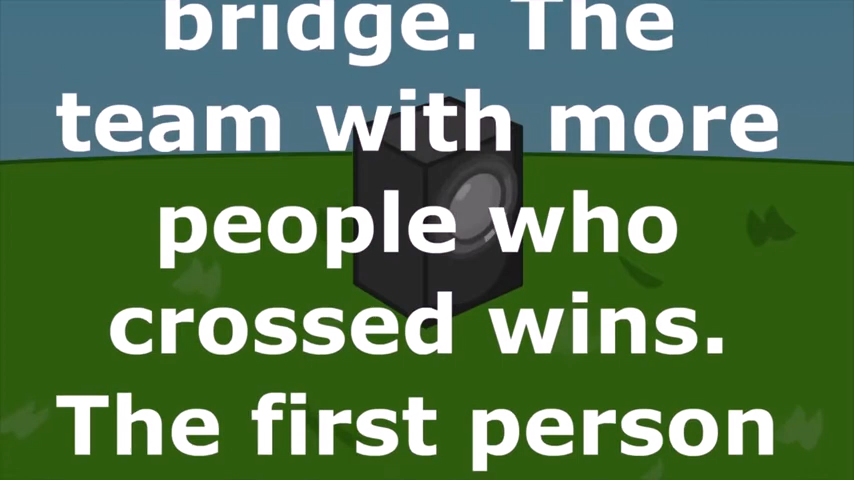 bridge. The
team with more
people who
crossed wins.
The first person